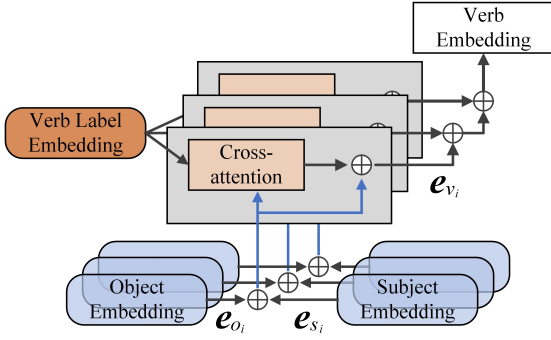 Verb
Embedding
Verb Label
Embedding
Cross-
attention
e_{v_i}
Object
Embedding
Subject
Embedding
e_{o_i}
e_{s_i}